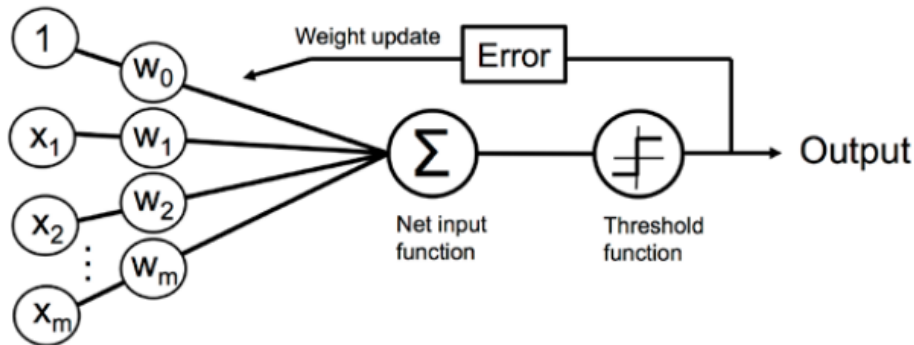 1
w0
Weight update
Error
x1
w1
Σ
Output
x2
w2
Net input
function
Threshold
function
⋮
xm
wm